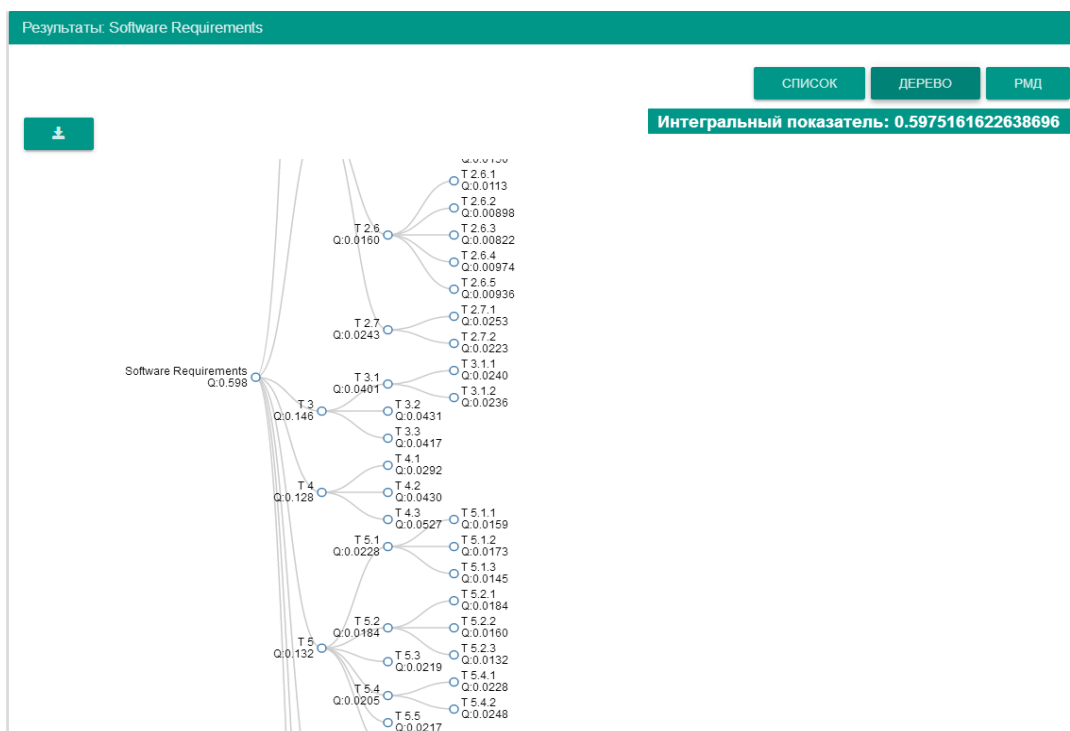 Результаты: Software Requirements
СПИСОК
ДЕРЕВО
РМД
Интегральный показатель: 0.5975161622638696
T 2.6.1
Q:0.0113
T 2.6.2
Q:0.00898
T 2.6
Q:0.0160
T 2.6.3
Q:0.00822
T 2.6.4
Q:0.00974
T 2.6.5
Q:0.00936
T 2.7.1
Q:0.0253
T 2.7
Q:0.0243
T 2.7.2
Q:0.0223
Software Requirements
Q:0.598
T 3.1.1
Q:0.0240
T 3.1
Q:0.0401
T 3.1.2
Q:0.0236
T 3
Q:0.146
T 3.2
Q:0.0431
T 3.3
Q:0.0417
T 4.1
Q:0.0292
T 4
Q:0.128
T 4.2
Q:0.0430
T 4.3
Q:0.0527
T 5.1.1
Q:0.0159
T 5.1
Q:0.0228
T 5.1.2
Q:0.0173
T 5.1.3
Q:0.0145
T 5.2.1
Q:0.0184
T 5.2
Q:0.0184
T 5.2.2
Q:0.0160
T 5.2.3
Q:0.0132
T 5
Q:0.132
T 5.3
Q:0.0219
T 5.4.1
Q:0.0228
T 5.4
Q:0.0205
T 5.4.2
Q:0.0248
T 5.5
Q:0.0217